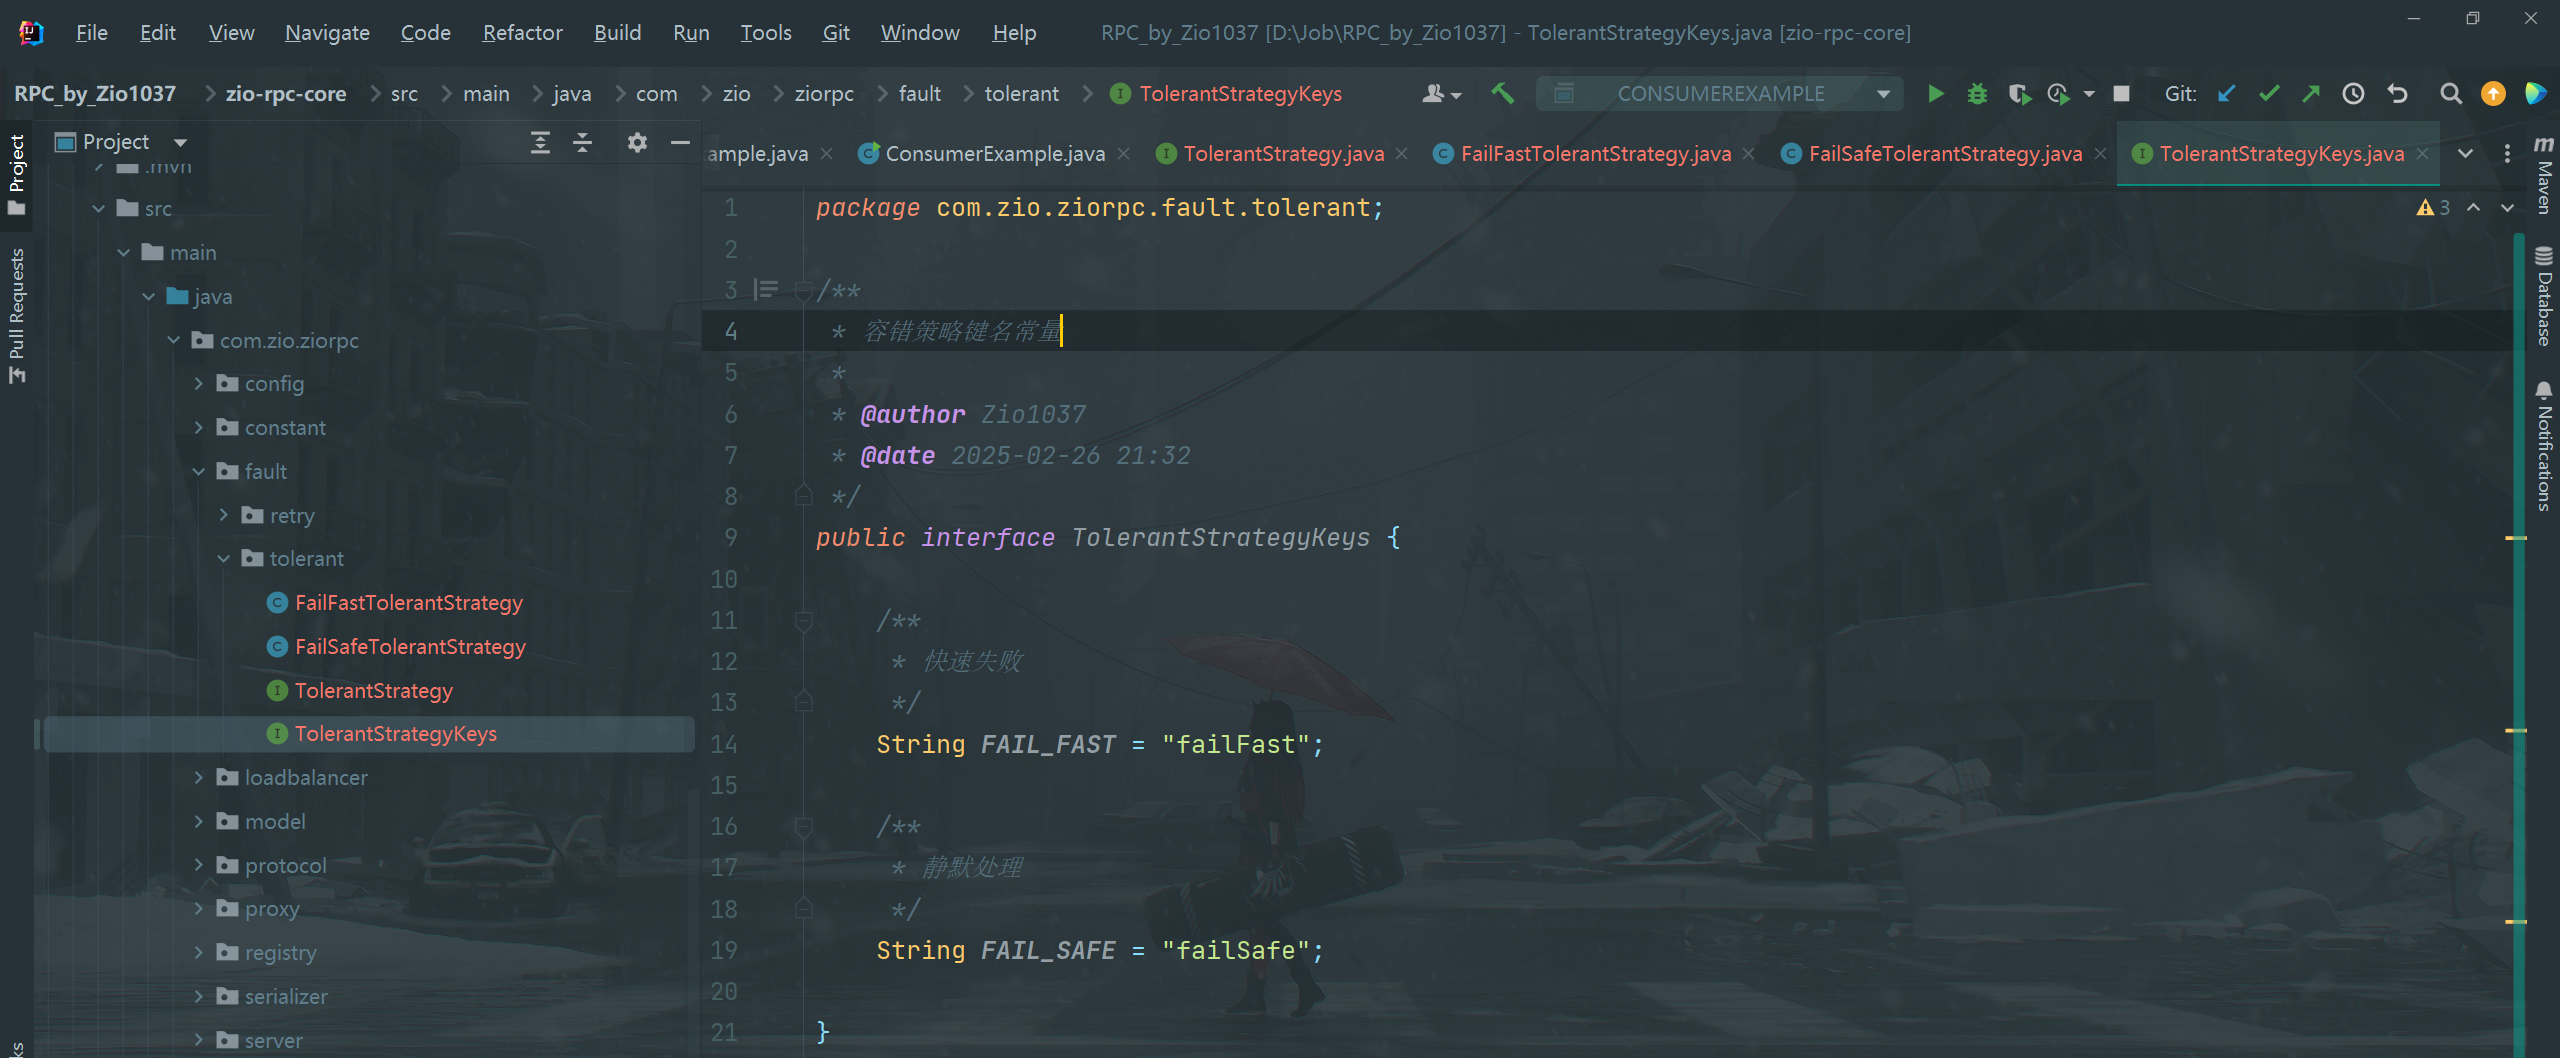 File Edit View Navigate Code Refactor Build Run Tools Git Window Help RPC_by_Zio1037 [D:\Job\RPC_by_Zio1037] - TolerantStrategyKeys.java [zio-rpc-core]
RPC_by_Zio1037 zio-rpc-core src main java com zio ziorpc fault tolerant TolerantStrategyKeys CONSUMEREXAMPLE Git:
Project
ample.java ConsumerExample.java TolerantStrategy.java FailFastTolerantStrategy.java FailSafeTolerantStrategy.java TolerantStrategyKeys.java
Project
Pull Requests
.mvn
src
main
java
com.zio.ziorpc
config
constant
fault
retry
tolerant
FailFastTolerantStrategy
FailSafeTolerantStrategy
TolerantStrategy
TolerantStrategyKeys
loadbalancer
model
protocol
proxy
registry
serializer
server
ks
1 package com.zio.ziorpc.fault.tolerant;
2
3 /**
4 * 容错策略键名常量
5 *
6 * @author Zio1037
7 * @date 2025-02-26 21:32
8 */
9 public interface TolerantStrategyKeys {
10
11 /**
12 * 快速失败
13 */
14 String FAIL_FAST = "failFast";
15
16 /**
17 * 静默处理
18 */
19 String FAIL_SAFE = "failSafe";
20
21 }
3
m Maven
Database
Notifications